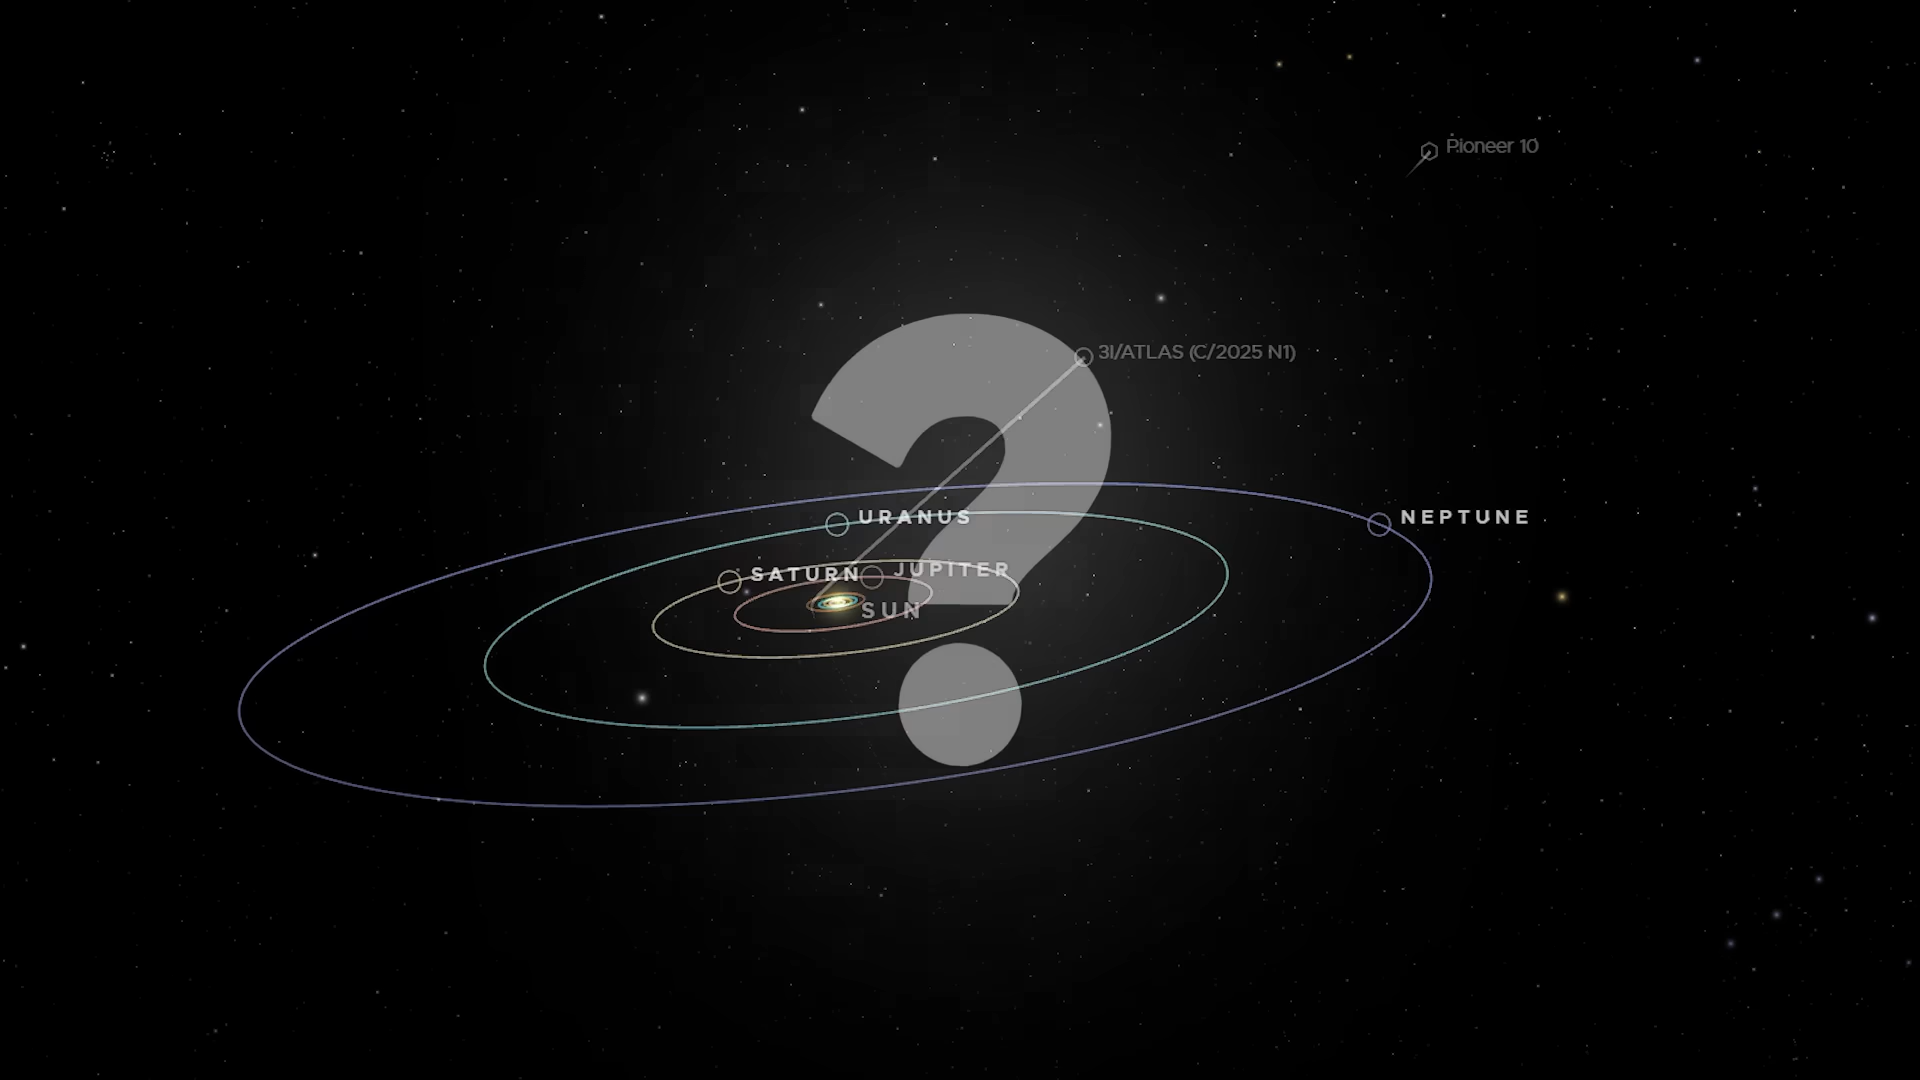 Pioneer 10
?
3I/ATLAS (C/2025 N1)
URANUS
NEPTUNE
SATURN
JUPITER
SUN